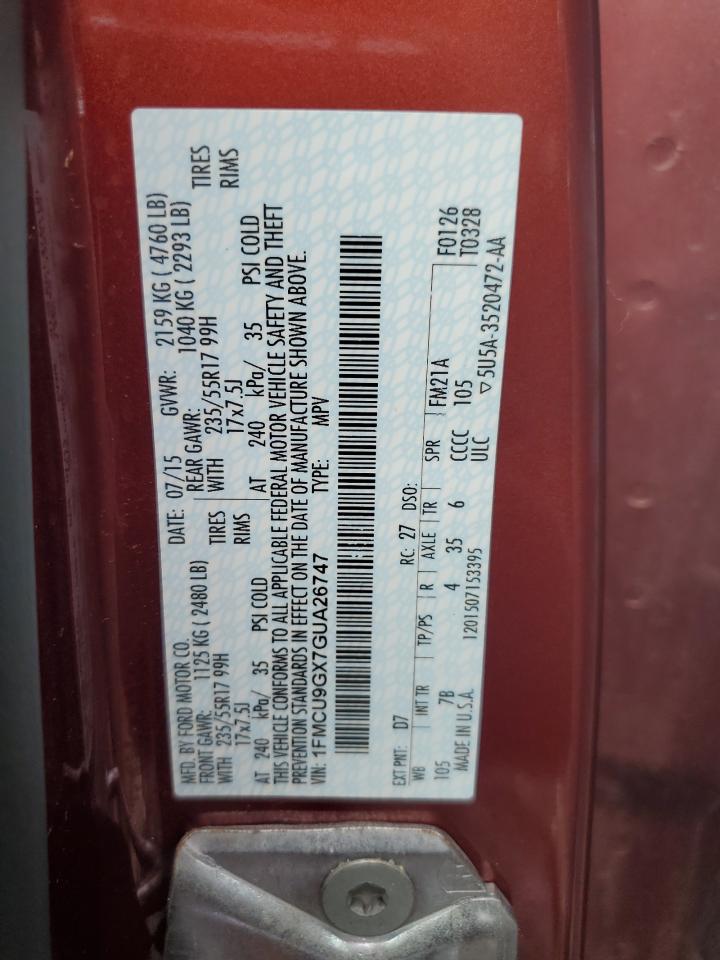 MFD. BY FORD MOTOR CO. DATE: 07/15 GVWR: 2159 KG ( 4760 LB)
FRONT GAWR: 1125 KG ( 2480 LB) REAR GAWR: 1040 KG ( 2293 LB)
WITH 235/55R17 99H TIRES WITH 235/55R17 99H TIRES
17x7.5J RIMS 17x7.5J RIMS
AT 240 kPa/ 35 PSI COLD AT 240 kPa/ 35 PSI COLD
THIS VEHICLE CONFORMS TO ALL APPLICABLE FEDERAL MOTOR VEHICLE SAFETY AND THEFT
PREVENTION STANDARDS IN EFFECT ON THE DATE OF MANUFACTURE SHOWN ABOVE.
VIN: 1FMCU9GX7GUA26747 TYPE: MPV
EXT PNT: D7 RC: 27 DSO: F0126
WB INT TR TP/PS R AXLE TR SPR FM21A T0328
105 7B 4 35 6 CCCC 105
MADE IN U.S.A. 1201507153395 ULC ▽5U5A-3520472-AA